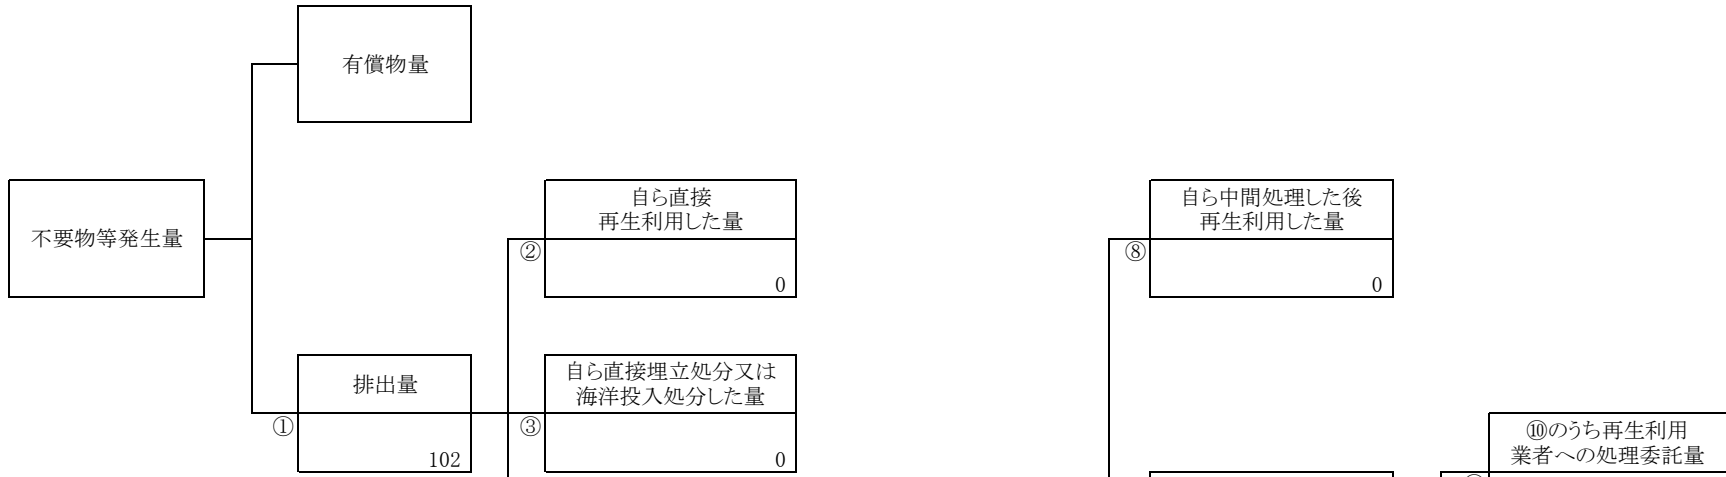 有償物量
不要物等発生量
自ら直接
再生利用した量
②
0
自ら中間処理した後
再生利用した量
⑧
0
排出量
①
102
自ら直接埋立処分又は
海洋投入処分した量
③
0
⑩のうち再生利用
業者への処理委託量